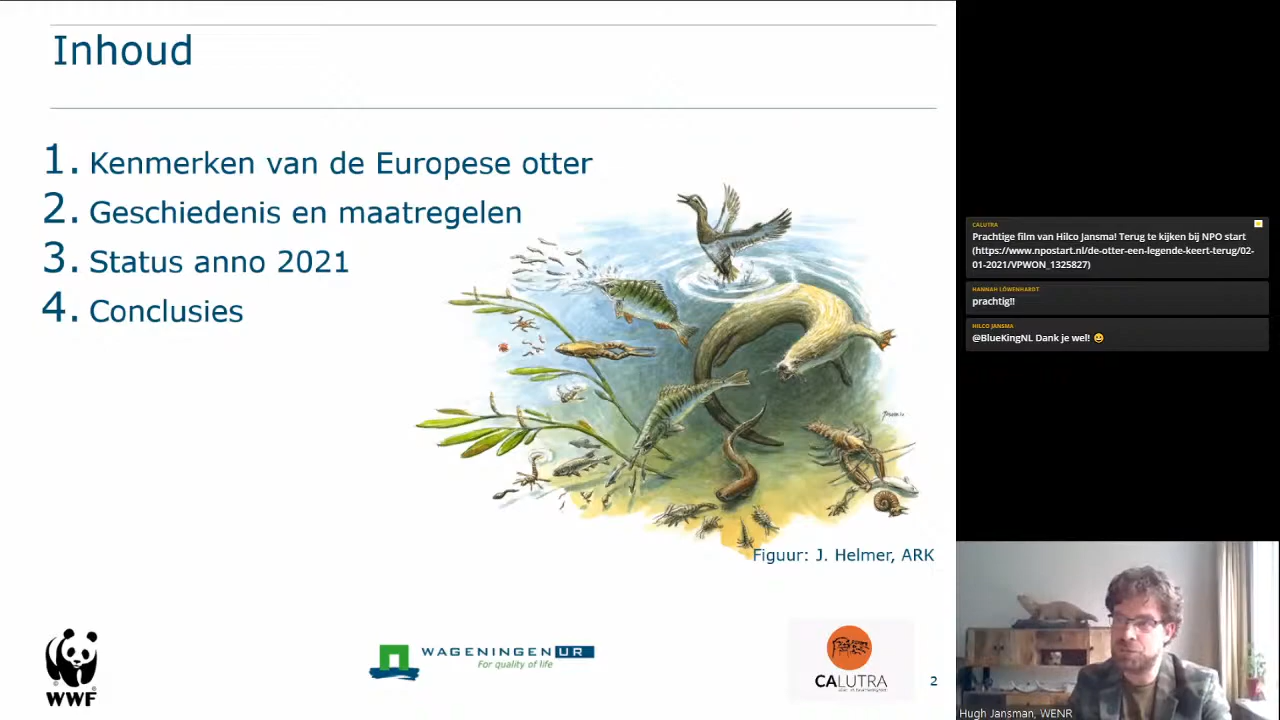 Inhoud
1. Kenmerken van de Europese otter
2. Geschiedenis en maatregelen
3. Status anno 2021
4. Conclusies
Figuur: J. Helmer, ARK
WWF
WAGENINGEN UR
For quality of life
CALUTRA
2
CALUTRA
Prachtige film van Hilco Jansma! Terug te kijken bij NPO start
(https://www.npostart.nl/de-otter-een-legende-keert-terug/02-
01-2021/VPWON_1325827)
HANNAH LÖWENHARDT
prachtig!!
HILCO JANSMA
@BlueKingNL Dank je wel! 😀
Hugh Jansman, WENR